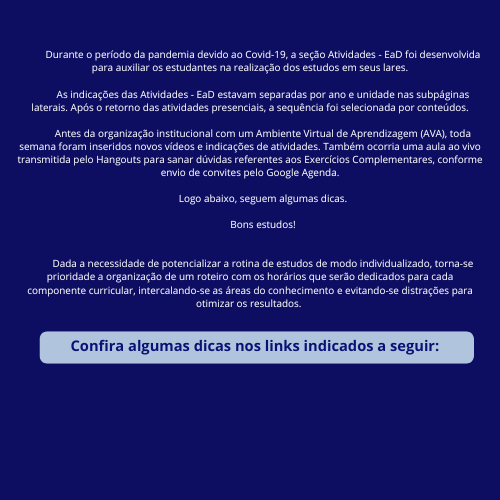 Durante o período da pandemia devido ao Covid-19, a seção Atividades - EaD foi desenvolvida
para auxiliar os estudantes na realização dos estudos em seus lares.
As indicações das Atividades - EaD estavam separadas por ano e unidade nas subpáginas
laterais. Após o retorno das atividades presenciais, a sequência foi selecionada por conteúdos.
Antes da organização institucional com um Ambiente Virtual de Aprendizagem (AVA), toda
semana foram inseridos novos vídeos e indicações de atividades. Também ocorria uma aula ao vivo
transmitida pelo Hangouts para sanar dúvidas referentes aos Exercícios Complementares, conforme
envio de convites pelo Google Agenda.
Logo abaixo, seguem algumas dicas.
Bons estudos!
Dada a necessidade de potencializar a rotina de estudos de modo individualizado, torna-se
prioridade a organização de um roteiro com os horários que serão dedicados para cada
componente curricular, intercalando-se as áreas do conhecimento e evitando-se distrações para
otimizar os resultados.
Confira algumas dicas nos links indicados a seguir: